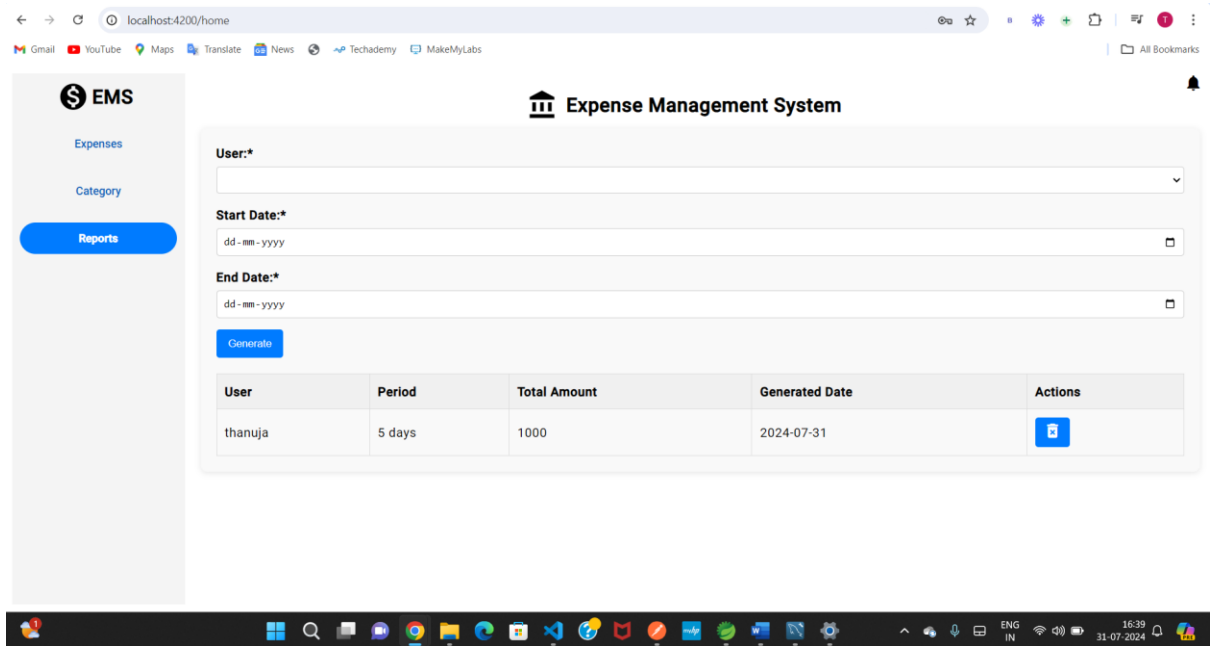 localhost:4200/home
Gmail YouTube Maps Translate News Techademy MakeMyLabs All Bookmarks
EMS
Expense Management System
Expenses
Category
Reports
User:*
Start Date:*
dd-mm-yyyy
End Date:*
dd-mm-yyyy
Generate
User Period Total Amount Generated Date Actions
thanuja 5 days 1000 2024-07-31
1
ENG
IN
16:39
31-07-2024